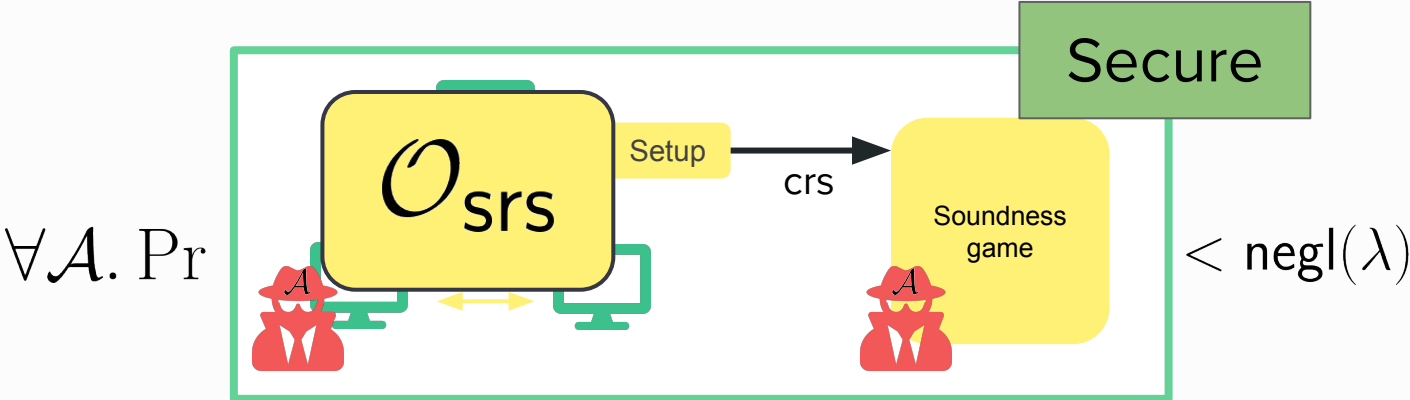 Secure
𝒪srs
Setup
crs
Soundness
game
∀𝒜. Pr
< negl(λ)
𝒜
𝒜